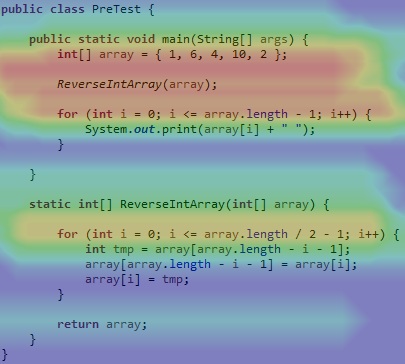 public class PreTest {
public static void main(String[] args) {
int[] array = { 1, 6, 4, 10, 2 };
ReverseIntArray(array);
for (int i = 0; i <= array.length - 1; i++) {
System.out.print(array[i] + " ");
}
}
static int[] ReverseIntArray(int[] array) {
for (int i = 0; i <= array.length / 2 - 1; i++) {
int tmp = array[array.length - i - 1];
array[array.length - i - 1] = array[i];
array[i] = tmp;
}
return array;
}
}